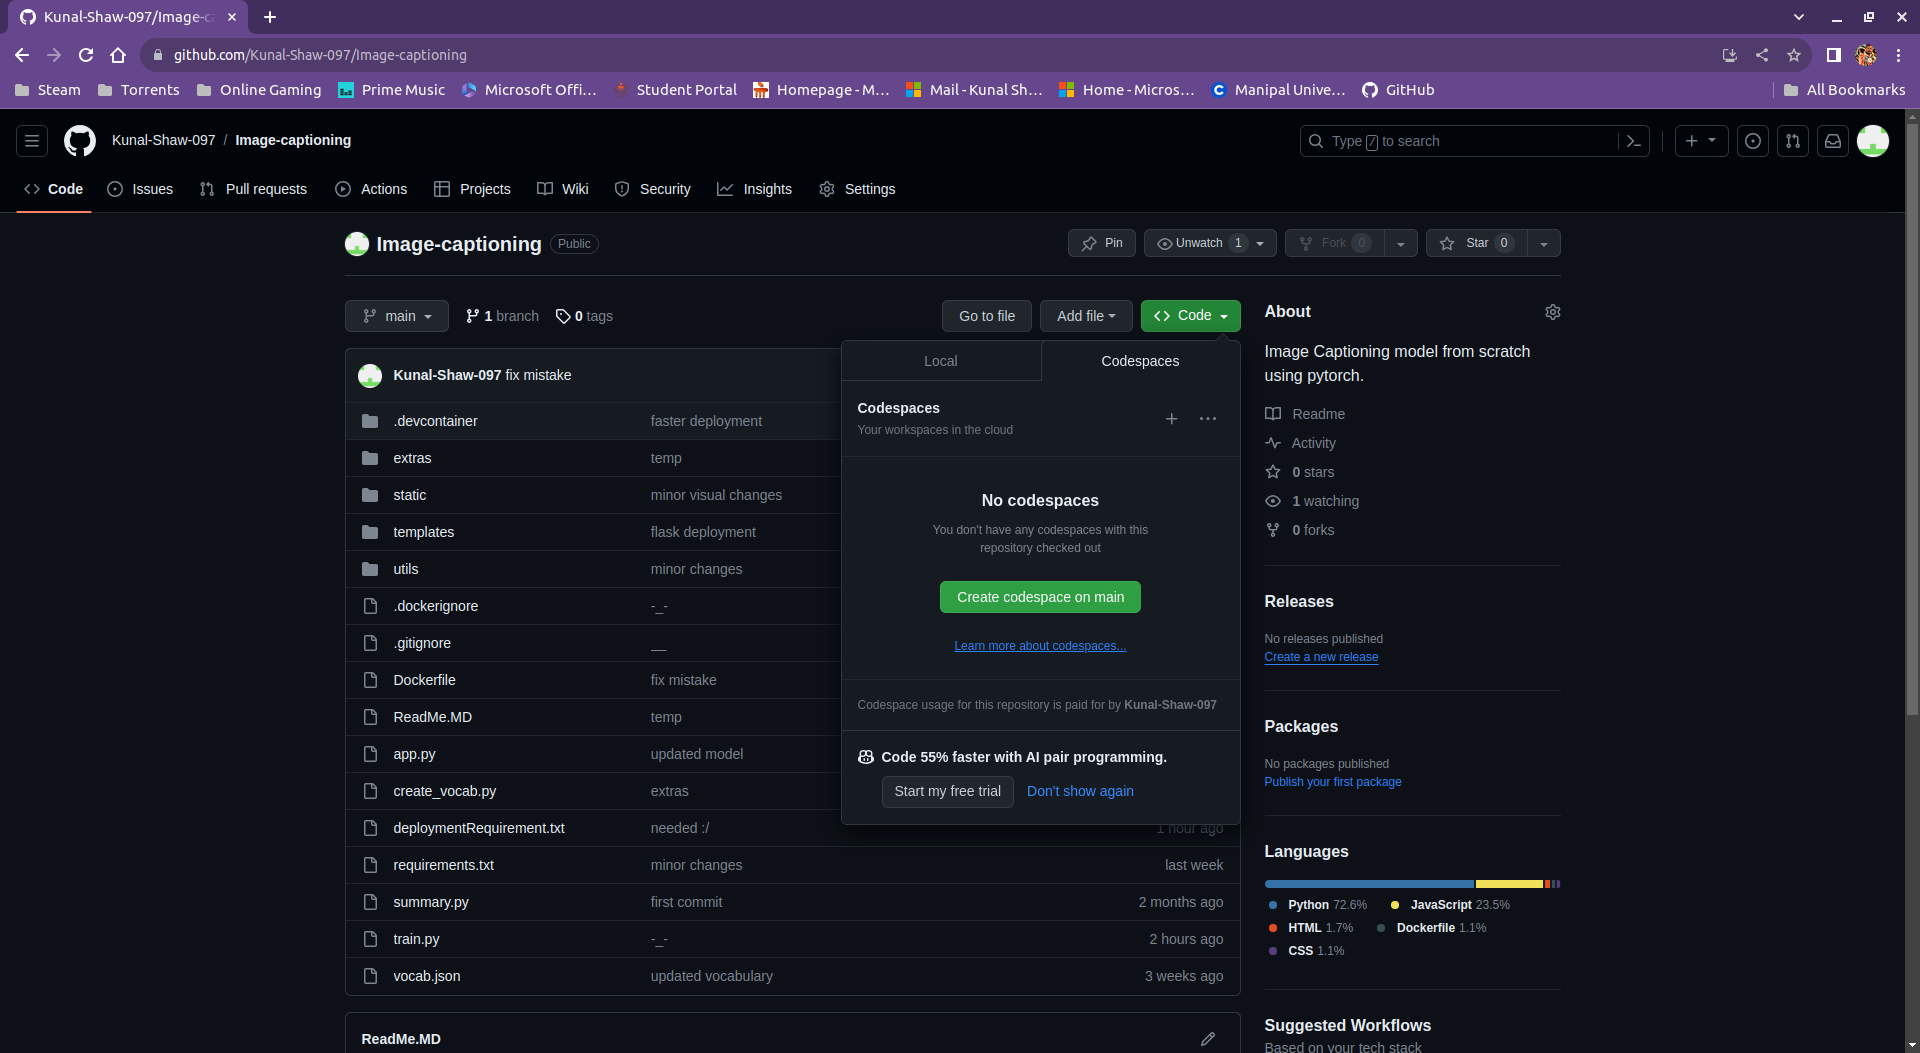 Kunal-Shaw-097/Image-ca
github.com/Kunal-Shaw-097/Image-captioning
Steam Torrents Online Gaming Prime Music Microsoft Offi... Student Portal Homepage - M... Mail - Kunal Sh... Home - Micros... Manipal Unive... GitHub All Bookmarks
Kunal-Shaw-097 / Image-captioning Type / to search
Code Issues Pull requests Actions Projects Wiki Security Insights Settings
Image-captioning Public Pin Unwatch 1 Fork 0 Star 0
main 1 branch 0 tags Go to file Add file Code
Kunal-Shaw-097 fix mistake
.devcontainer faster deployment
extras temp
static minor visual changes
templates flask deployment
utils minor changes
.dockerignore -_-
.gitignore __
Dockerfile fix mistake
ReadMe.MD temp
app.py updated model
create_vocab.py extras
deploymentRequirement.txt needed :/ 1 hour ago
requirements.txt minor changes last week
summary.py first commit 2 months ago
train.py -_- 2 hours ago
vocab.json updated vocabulary 3 weeks ago
ReadMe.MD
Local Codespaces
Codespaces
Your workspaces in the cloud
No codespaces
You don't have any codespaces with this
repository checked out
Create codespace on main
Learn more about codespaces...
Codespace usage for this repository is paid for by Kunal-Shaw-097
Code 55% faster with AI pair programming.
Start my free trial Don't show again
About
Image Captioning model from scratch
using pytorch.
Readme
Activity
0 stars
1 watching
0 forks
Releases
No releases published
Create a new release
Packages
No packages published
Publish your first package
Languages
Python 72.6% JavaScript 23.5%
HTML 1.7% Dockerfile 1.1%
CSS 1.1%
Suggested Workflows
Based on your tech stack